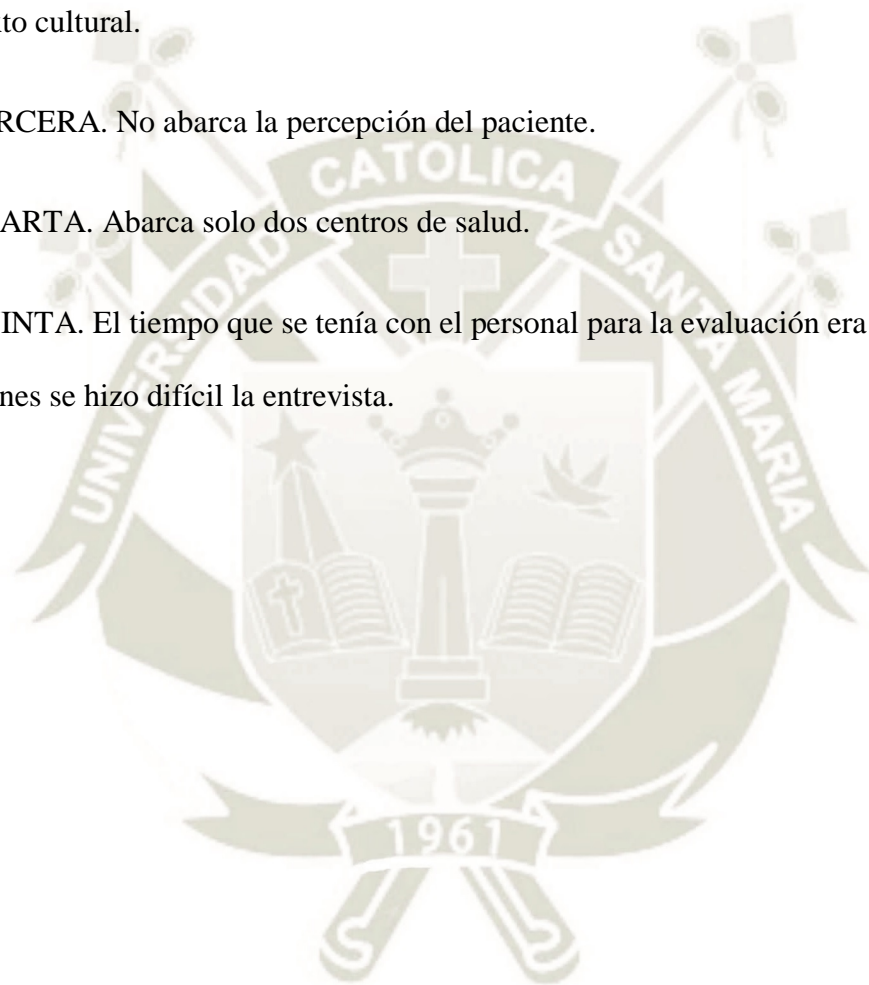 to cultural.
RCERA. No abarca la percepción del paciente.
CATOLICA
ARTA. Abarca solo dos centros de salud.
UNIVERSIDAD
SANTA MARIA
INTA. El tiempo que se tenía con el personal para la evaluación era
nes se hizo difícil la entrevista.
1961